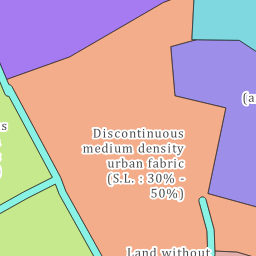 (a
s
Discontinuous
medium density
urban fabric
(S.L. : 30% -
50%)
Land without